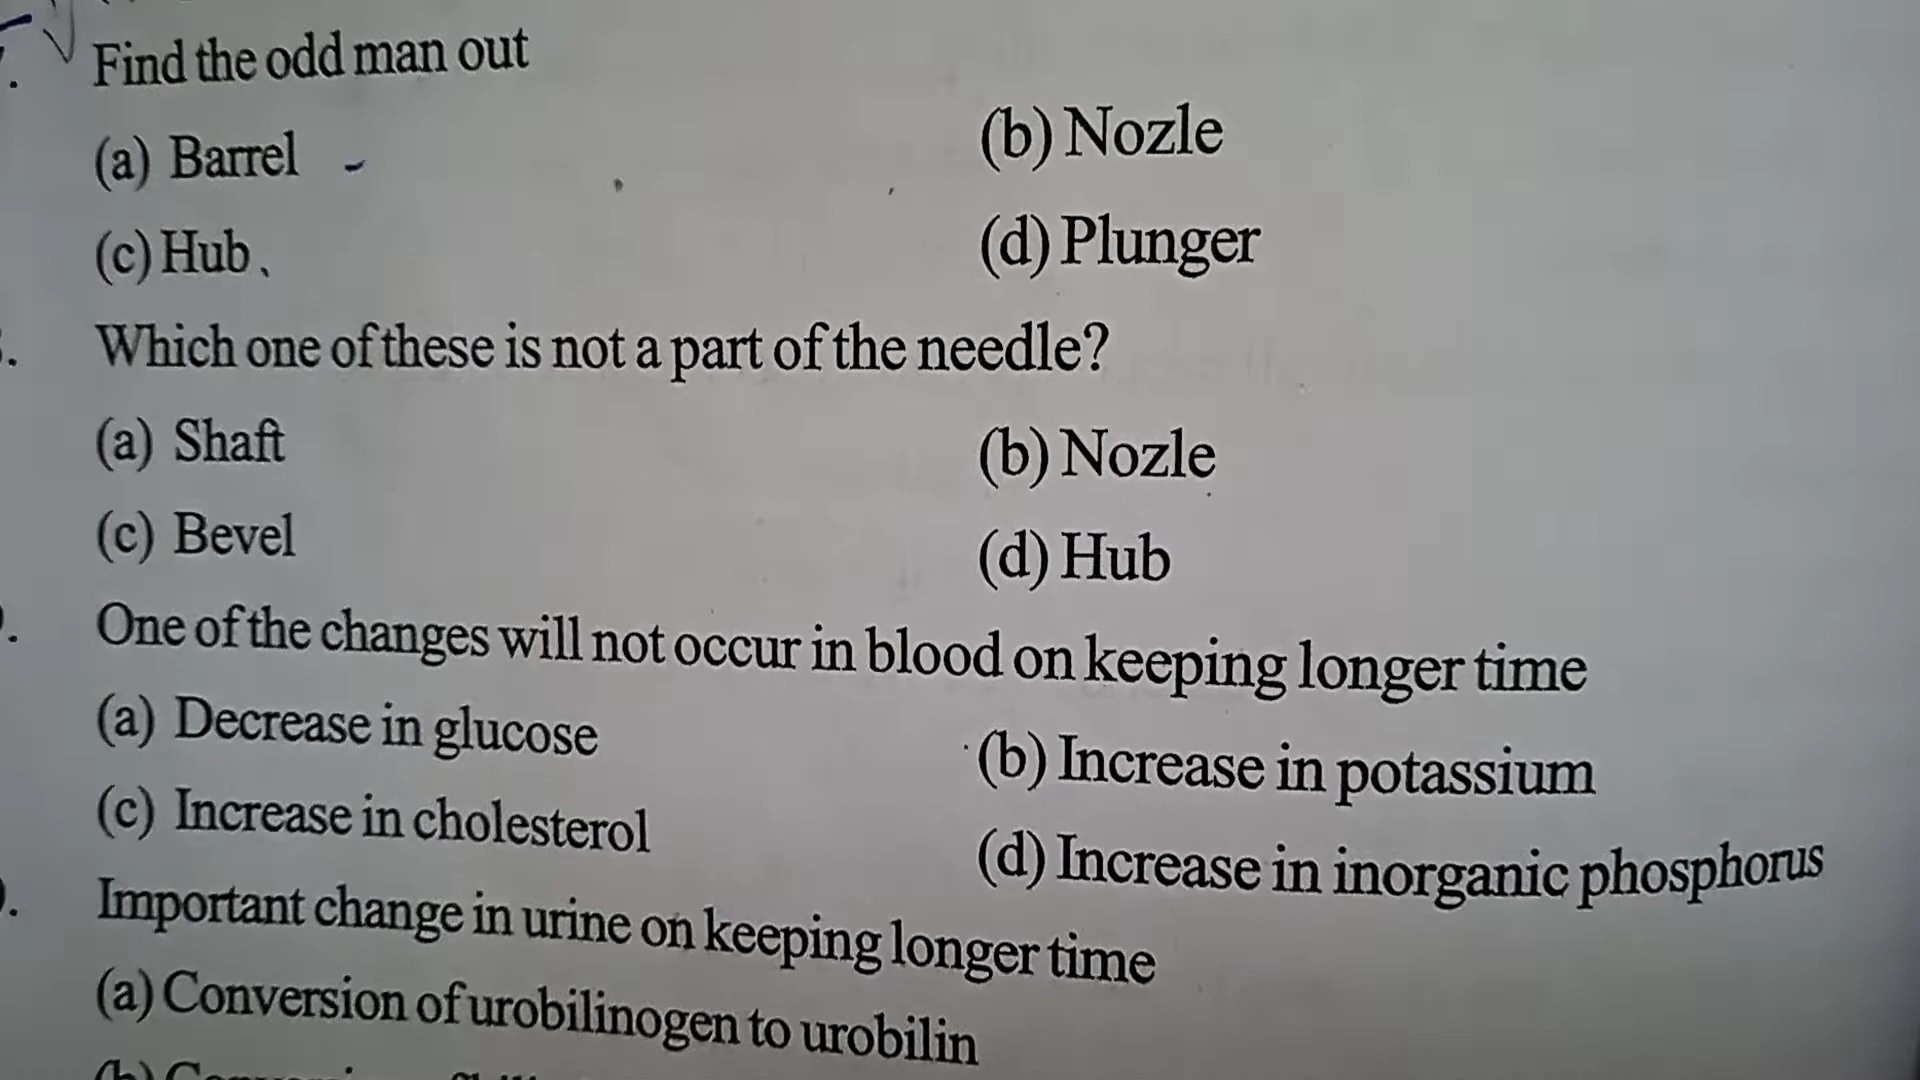 . Find the odd man out
(a) Barrel (b) Nozle
(c) Hub (d) Plunger
. Which one of these is not a part of the needle?
(a) Shaft (b) Nozle
(c) Bevel (d) Hub
. One of the changes will not occur in blood on keeping longer time
(a) Decrease in glucose (b) Increase in potassium
(c) Increase in cholesterol (d) Increase in inorganic phosphorus
. Important change in urine on keeping longer time
(a) Conversion of urobilinogen to urobilin